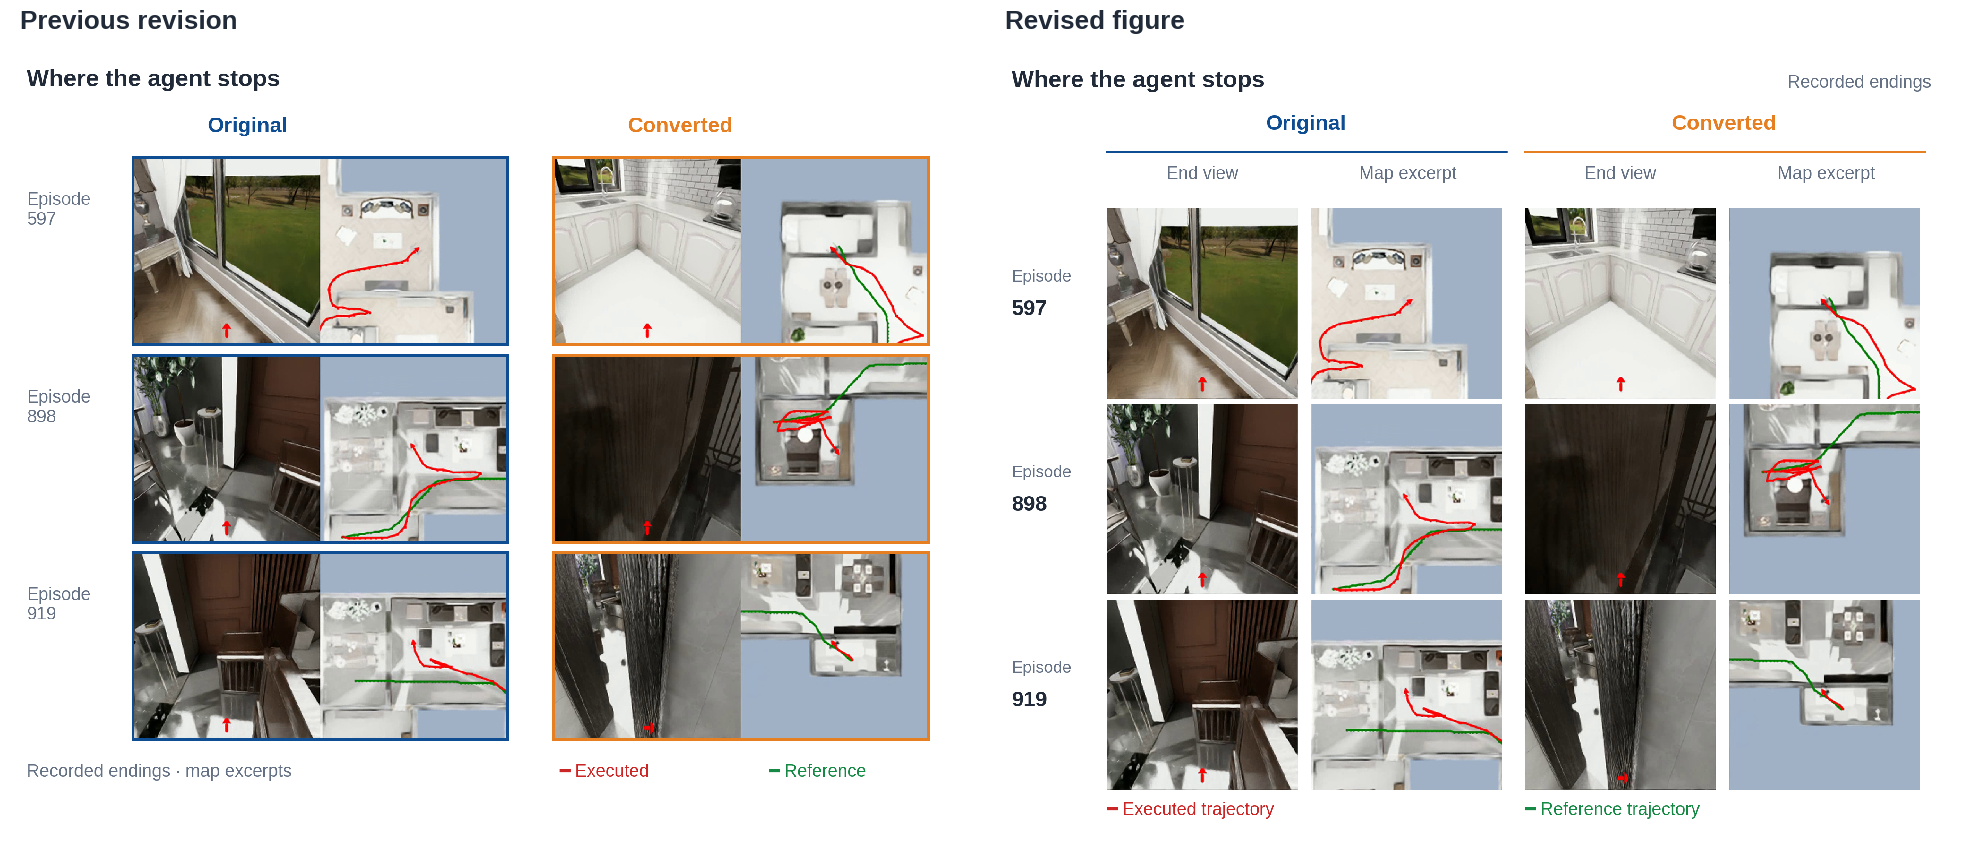 Previous revision
Where the agent stops
Original
Converted
Episode
597
Episode
898
Episode
919
Recorded endings · map excerpts
Executed
Reference
Revised figure
Where the agent stops
Recorded endings
Original
Converted
End view
Map excerpt
End view
Map excerpt
Episode
597
Episode
898
Episode
919
Executed trajectory
Reference trajectory